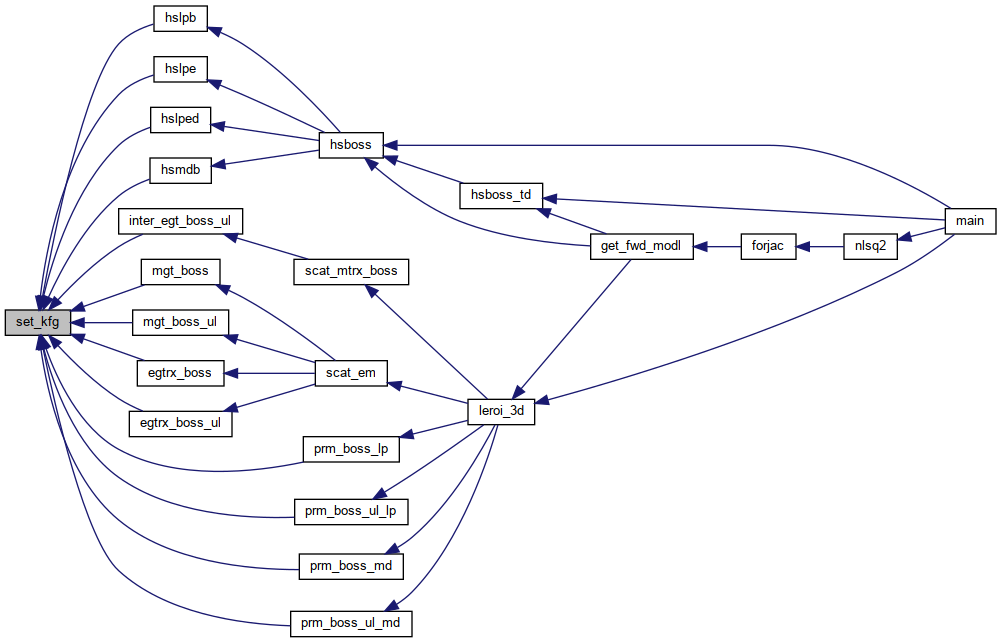 hslpb
hslpe
hslped
hsboss
hsmdb
hsboss_td
inter_egt_boss_ul
main
get_fwd_modl
forjac
nlsq2
mgt_boss
scat_mtrx_boss
set_kfg
mgt_boss_ul
egtrx_boss
scat_em
leroi_3d
egtrx_boss_ul
prm_boss_lp
prm_boss_ul_lp
prm_boss_md
prm_boss_ul_md